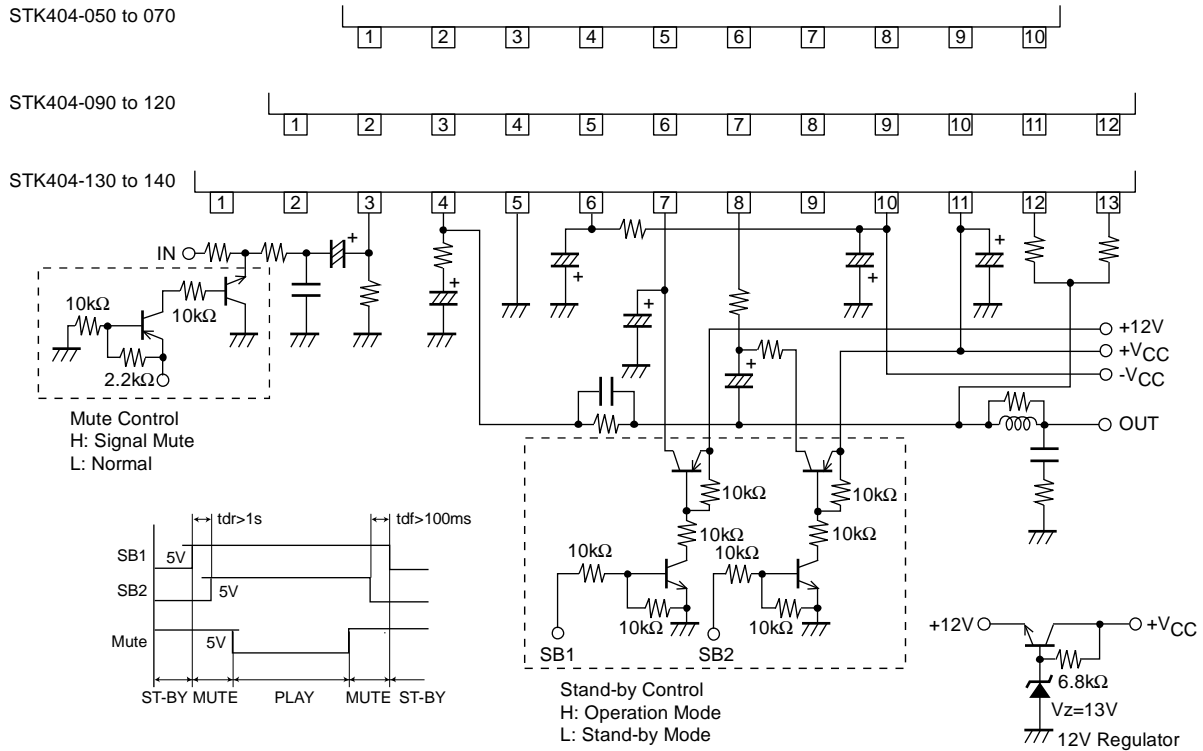 STK404-050 to 070
1 2 3 4 5 6 7 8 9 10
STK404-090 to 120
1 2 3 4 5 6 7 8 9 10 11 12
STK404-130 to 140
1 2 3 4 5 6 7 8 9 10 11 12 13
IN
+ + + + + + + +
10kΩ
10kΩ
2.2kΩ
Mute Control
H: Signal Mute
L: Normal
+12V
+VCC
-VCC
OUT
10kΩ 10kΩ
10kΩ 10kΩ
10kΩ 10kΩ
10kΩ 10kΩ
SB1 SB2
Stand-by Control
H: Operation Mode
L: Stand-by Mode
tdr>1s tdf>100ms
SB1 5V
SB2 5V
Mute 5V
ST-BY MUTE PLAY MUTE ST-BY
+12V +VCC
6.8kΩ
Vz=13V
12V Regulator